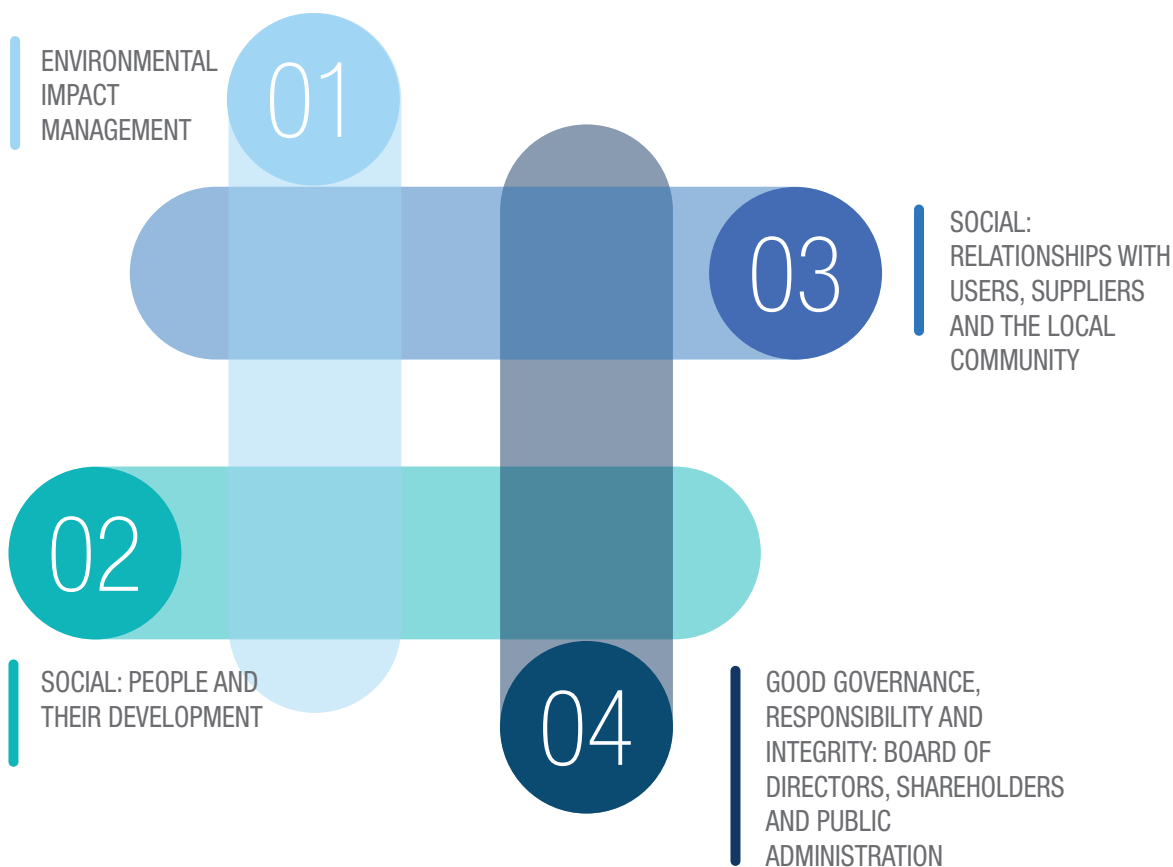 ENVIRONMENTAL
IMPACT
MANAGEMENT
01
03
SOCIAL:
RELATIONSHIPS WITH
USERS, SUPPLIERS
AND THE LOCAL
COMMUNITY
02
SOCIAL: PEOPLE AND
THEIR DEVELOPMENT
04
GOOD GOVERNANCE,
RESPONSIBILITY AND
INTEGRITY: BOARD OF
DIRECTORS, SHAREHOLDERS
AND PUBLIC
ADMINISTRATION